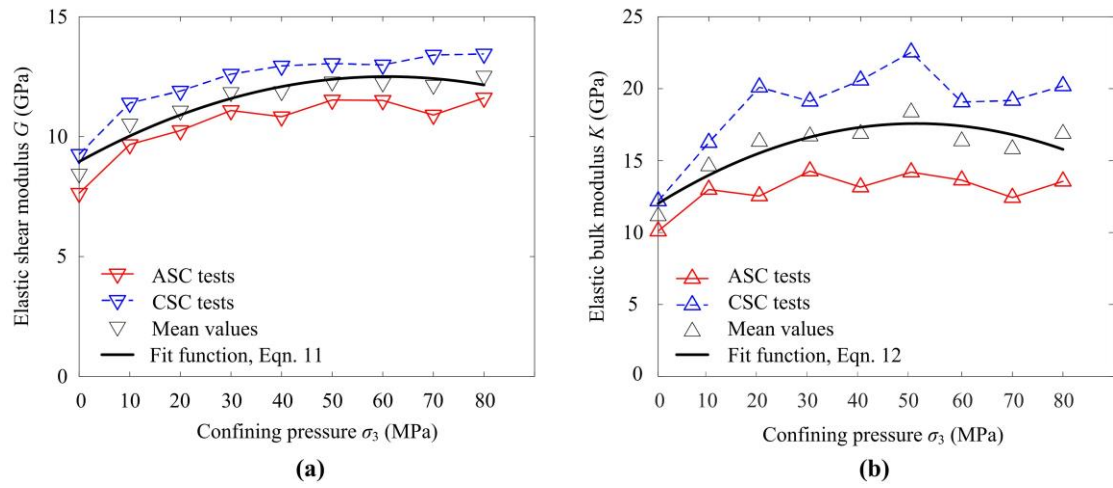 15
10
5
0
Elastic shear modulus G (GPa)
ASC tests
CSC tests
Mean values
Fit function, Eqn. 11
0 10 20 30 40 50 60 70 80
Confining pressure σ3 (MPa)
(a)
25
20
15
10
5
0
Elastic bulk modulus K (GPa)
ASC tests
CSC tests
Mean values
Fit function, Eqn. 12
0 10 20 30 40 50 60 70 80
Confining pressure σ3 (MPa)
(b)